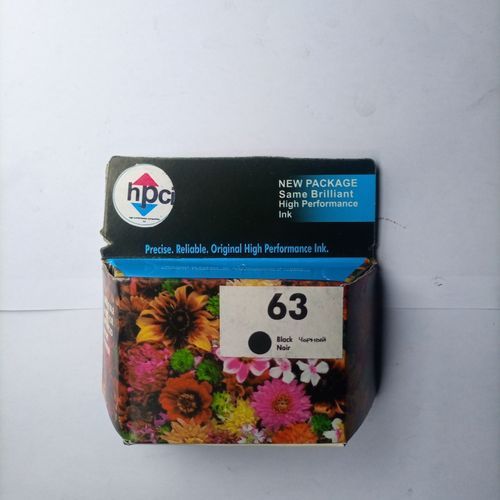 hpci
NEW PACKAGE
Same Brilliant
High Performance
Ink
Precise. Reliable. Original High Performance Ink.
63
Black Черный
Noir